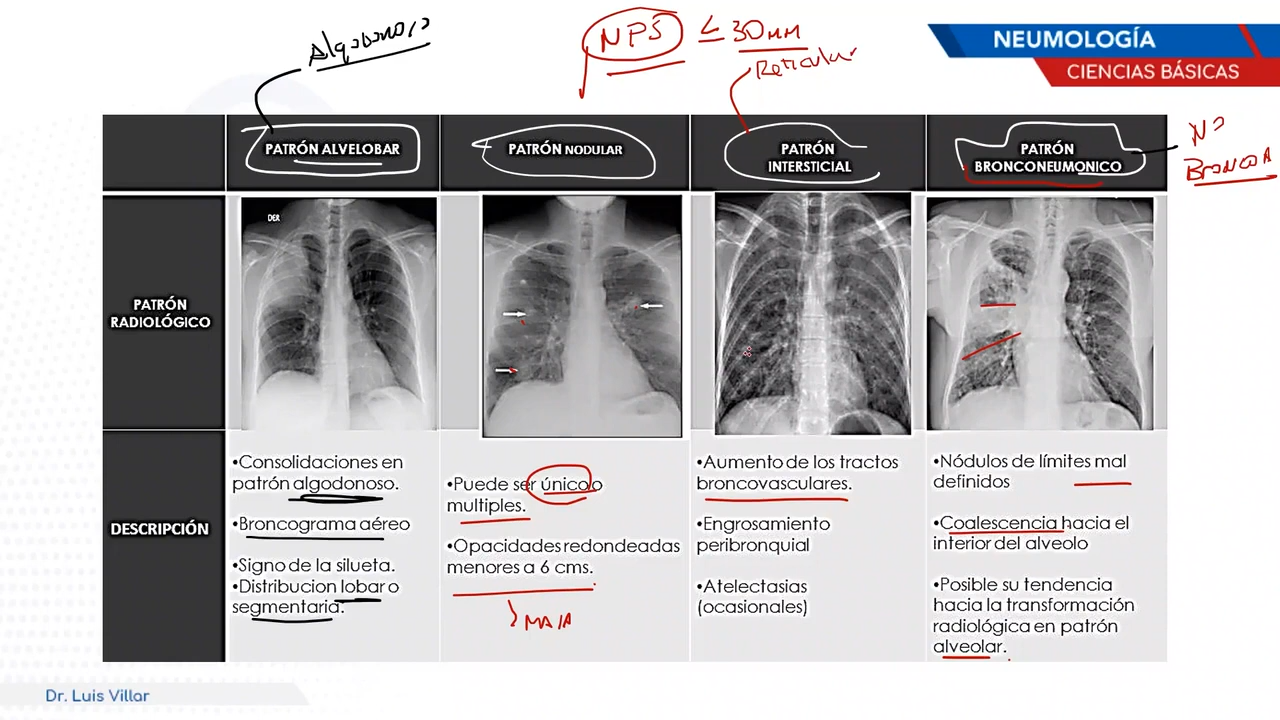 Algodonoso
NPS ≤ 30mm
Reticular
NEUMOLOGÍA
CIENCIAS BÁSICAS
PATRÓN ALVELOBAR
PATRÓN NODULAR
PATRÓN
INTERSTICIAL
PATRÓN
BRONCONEUMONICO
PATRÓN
RADIOLÓGICO
DER
DESCRIPCIÓN
•Consolidaciones en
patrón algodonoso.
•Broncograma aéreo
•Signo de la silueta.
•Distribucion lobar o
segmentaria.
•Puede ser único o
multiples.
•Opacidades redondeadas
menores a 6 cms.
•Aumento de los tractos
broncovasculares.
•Engrosamiento
peribronquial
•Atelectasias
(ocasionales)
•Nódulos de límites mal
definidos
•Coalescencia hacia el
interior del alveolo
•Posible su tendencia
hacia la transformación
radiológica en patrón
alveolar.
Dr. Luis Villar